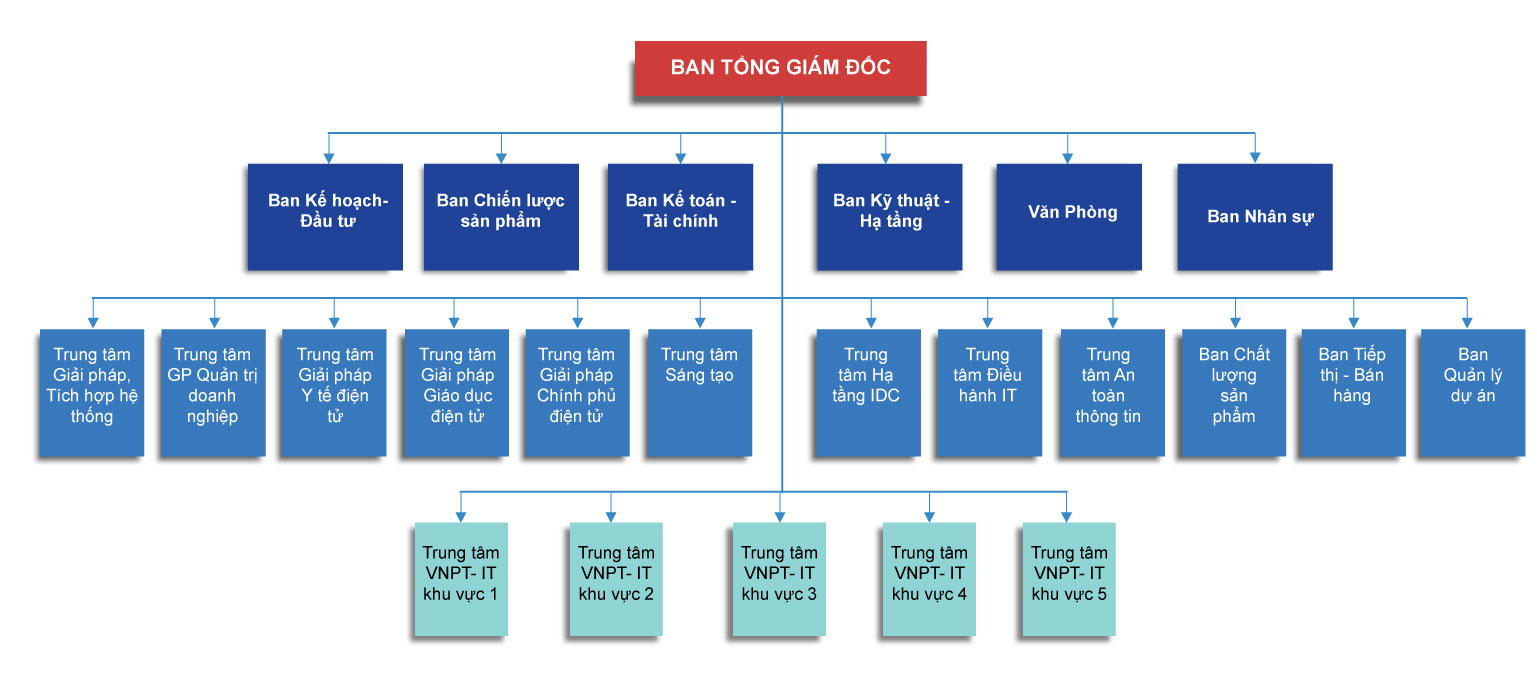 BAN TỔNG GIÁM ĐỐC
Ban Kế hoạch-
Đầu tư
Ban Chiến lược
sản phẩm
Ban Kế toán -
Tài chính
Ban Kỹ thuật -
Hạ tầng
Văn Phòng
Ban Nhân sự
Trung tâm
Giải pháp,
Tích hợp hệ
thống
Trung tâm
GP Quản trị
doanh
nghiệp
Trung tâm
Giải pháp
Y tế điện
tử
Trung tâm
Giải pháp
Giáo dục
điện tử
Trung tâm
Giải pháp
Chính phủ
điện tử
Trung tâm
Sáng tạo
Trung
tâm Hạ
tầng IDC
Trung
tâm Điều
hành IT
Trung
tâm An
toàn
thông tin
Ban Chất
lượng
sản
phẩm
Ban Tiếp
thị - Bán
hàng
Ban
Quản lý
dự án
Trung tâm
VNPT- IT
khu vực 1
Trung tâm
VNPT- IT
khu vực 2
Trung tâm
VNPT- IT
khu vực 3
Trung tâm
VNPT- IT
khu vực 4
Trung tâm
VNPT- IT
khu vực 5